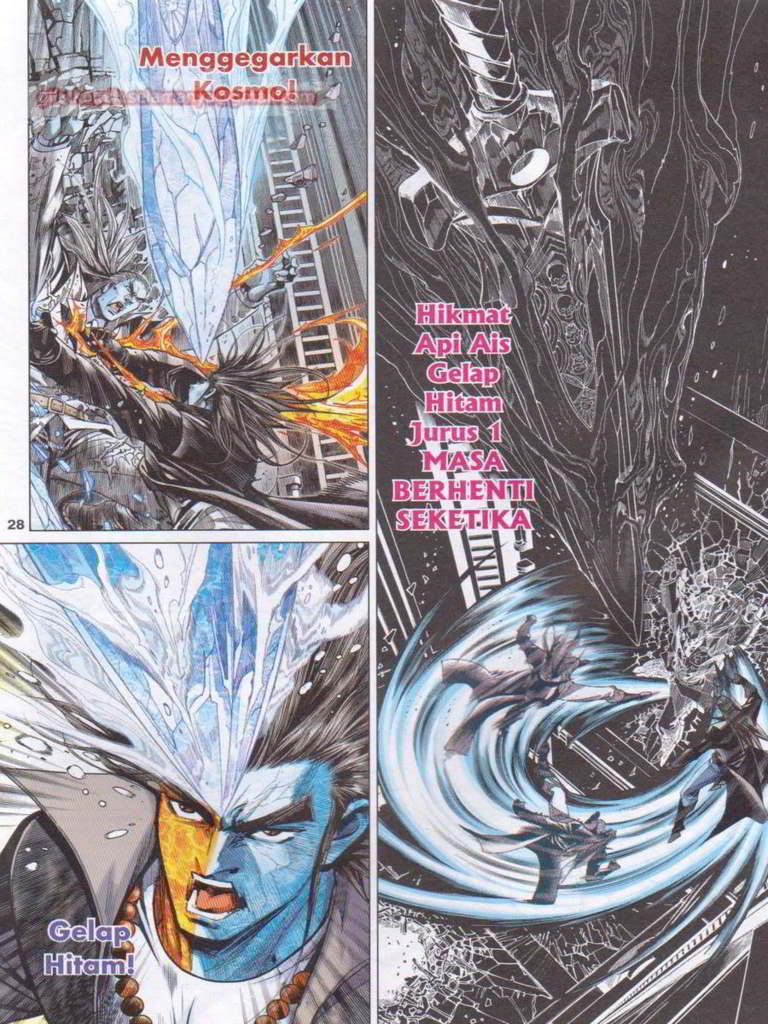 Menggegarkan
Kosmo!
Hikmat
Api Ais
Gelap
Hitam
Jurus 1
MASA
BERHENTI
SEKETIKA
28
Gelap
Hitam!